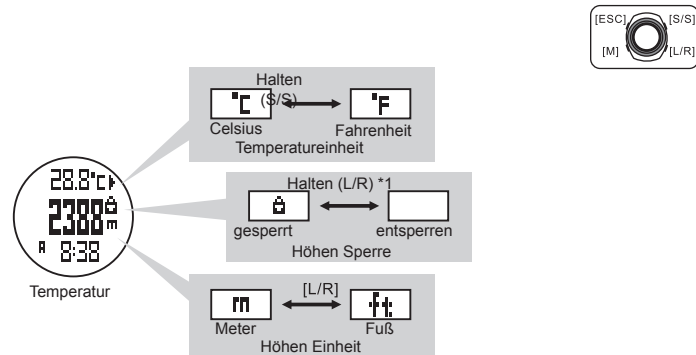 [ESC] [S/S]
[M] [L/R]
Halten
(S/S)
°C °F
Celsius Fahrenheit
Temperatureinheit
28.8°C
2388 m
A 8:38
Temperatur
Halten (L/R) *1
gesperrt entsperren
Höhen Sperre
[L/R]
m ft
Meter Fuß
Höhen Einheit